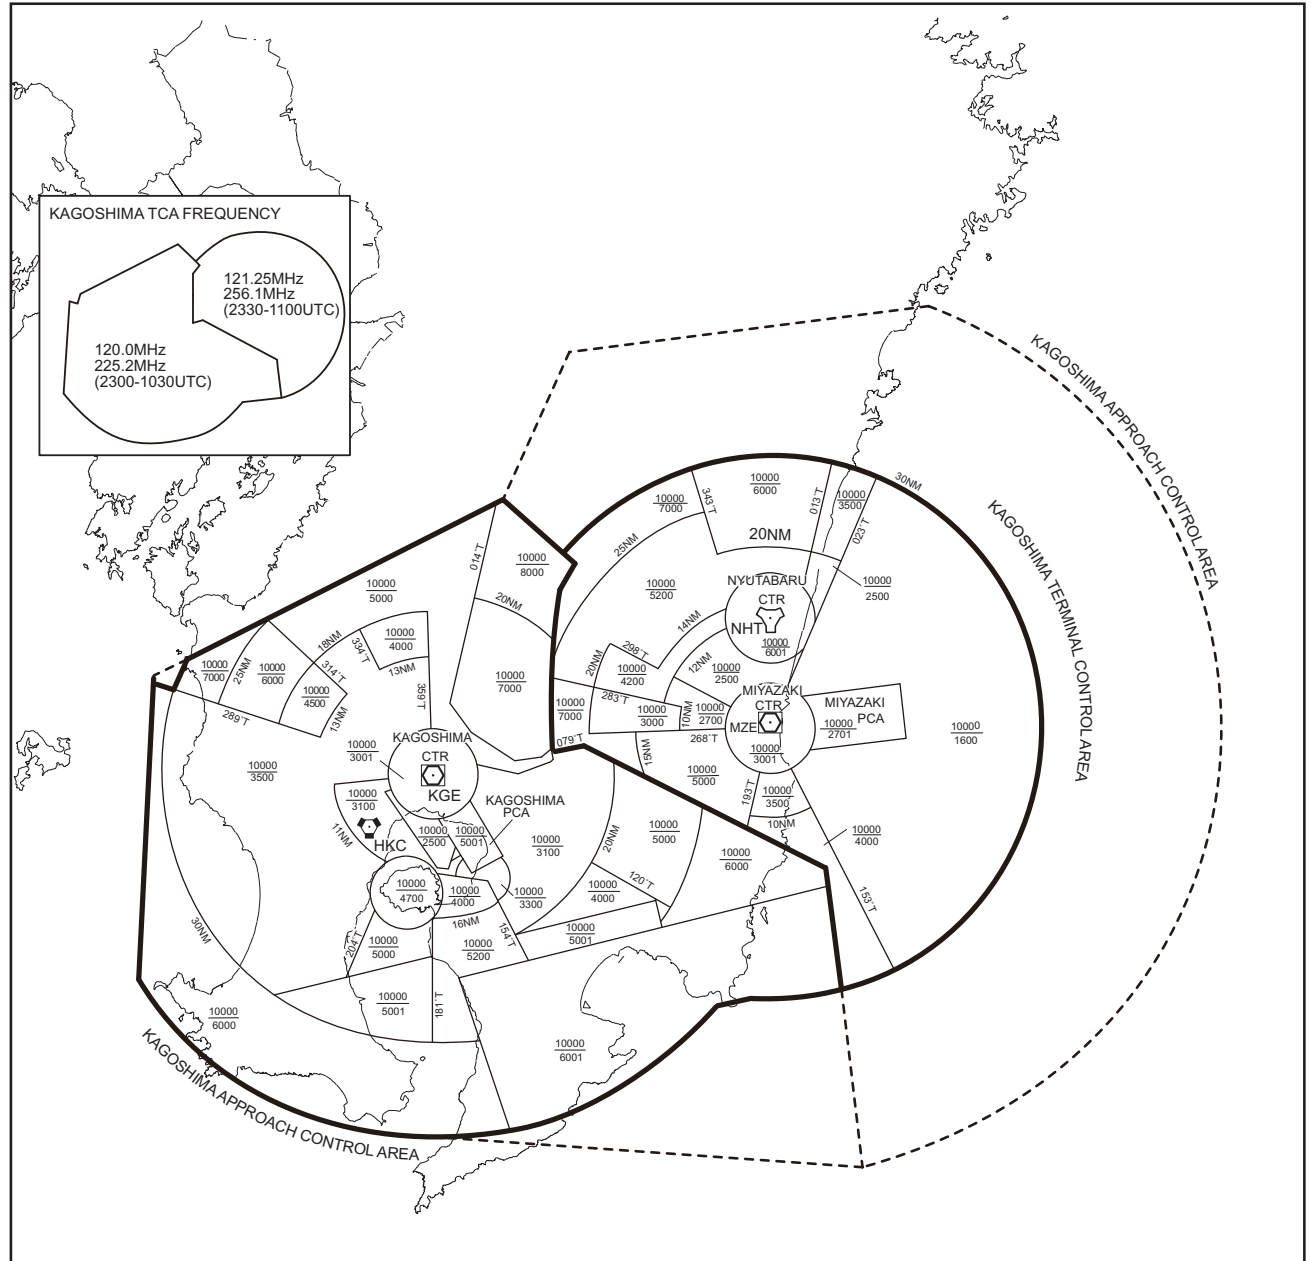 KAGOSHIMA TCA FREQUENCY
121.25MHz
256.1MHz
(2330-1100UTC)
120.0MHz
225.2MHz
(2300-1030UTC)
KAGOSHIMA APPROACH CONTROL AREA
KAGOSHIMA TERMINAL CONTROL AREA
30NM
10000
6000
343°T
013°T
10000
3500
023°T
10000
7000
20NM
25NM
014°T
10000
8000
10000
5000
10000
5200
NYUTABARU
CTR
NHT
10000
6001
10000
2500
20NM
14NM
18NM
334°T
10000
4000
13NM
298°T
12NM
10000
2500
314°T
10000
7000
25NM
10000
6000
10000
4500
13NM
289°T
359°T
10000
7000
20NM
10000
4200
283°T
10000
7000
10000
3000
10NM
10000
2700
268°T
MIYAZAKI
CTR
MZE
10000
3001
MIYAZAKI
PCA
10000
2701
10000
1600
079°T
15NM
10000
5000
193°T
10000
3500
10NM
10000
4000
153°T
KAGOSHIMA
CTR
KGE
10000
3001
10000
3500
10000
3100
11NM
HKC
KAGOSHIMA
PCA
10000
2500
10000
5001
10000
3100
20NM
10000
5000
10000
6000
120°T
10000
4700
10000
4000
10000
3300
10000
4000
16NM
154°T
10000
5001
30NM
204°T
10000
5000
10000
5200
10000
5001
181°T
10000
6000
10000
6001
KAGOSHIMA APPROACH CONTROL AREA